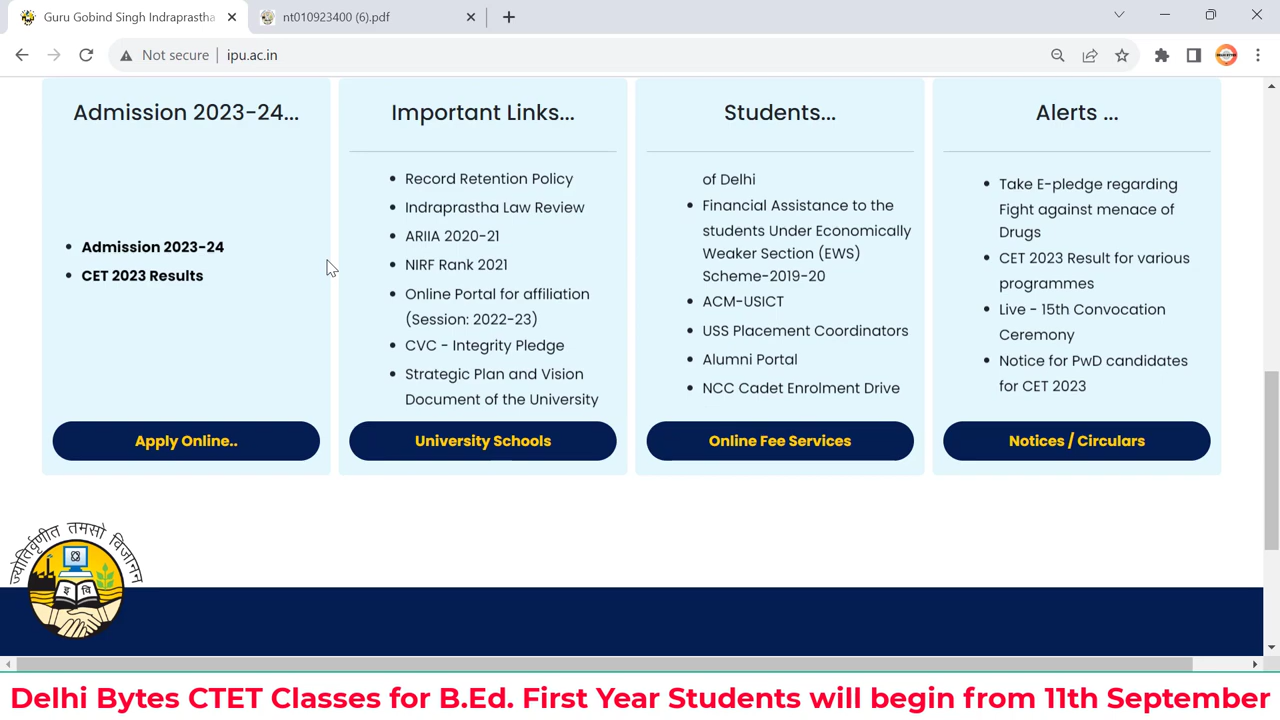 Guru Gobind Singh Indraprastha
nt010923400 (6).pdf
Not secure
ipu.ac.in
Admission 2023-24...
Admission 2023-24
CET 2023 Results
Apply Online..
Important Links...
Record Retention Policy
Indraprastha Law Review
ARIIA 2020-21
NIRF Rank 2021
Online Portal for affiliation
(Session: 2022-23)
CVC - Integrity Pledge
Strategic Plan and Vision
Document of the University
University Schools
Students...
of Delhi
Financial Assistance to the
students Under Economically
Weaker Section (EWS)
Scheme-2019-20
ACM-USICT
USS Placement Coordinators
Alumni Portal
NCC Cadet Enrolment Drive
Online Fee Services
Alerts ...
Take E-pledge regarding
Fight against menace of
Drugs
CET 2023 Result for various
programmes
Live - 15th Convocation
Ceremony
Notice for PwD candidates
for CET 2023
Notices / Circulars
ज्योतिर्वृणीत तमसो विजानन
इ वि
Delhi Bytes CTET Classes for B.Ed. First Year Students will begin from 11th September